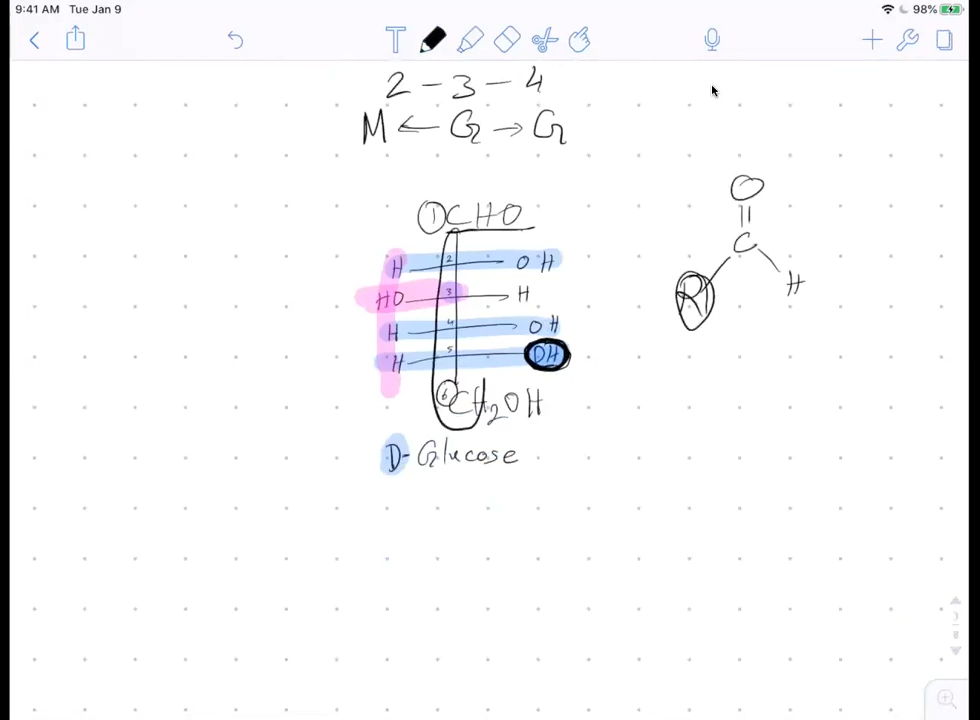 9:41 AM Tue Jan 9 98%
2 - 3 - 4
M ← G → G
① CHO
H 2 OH
HO 3 H
H 4 OH
H 5 OH
⑥ CH2OH
D-Glucose
O
||
C
R H